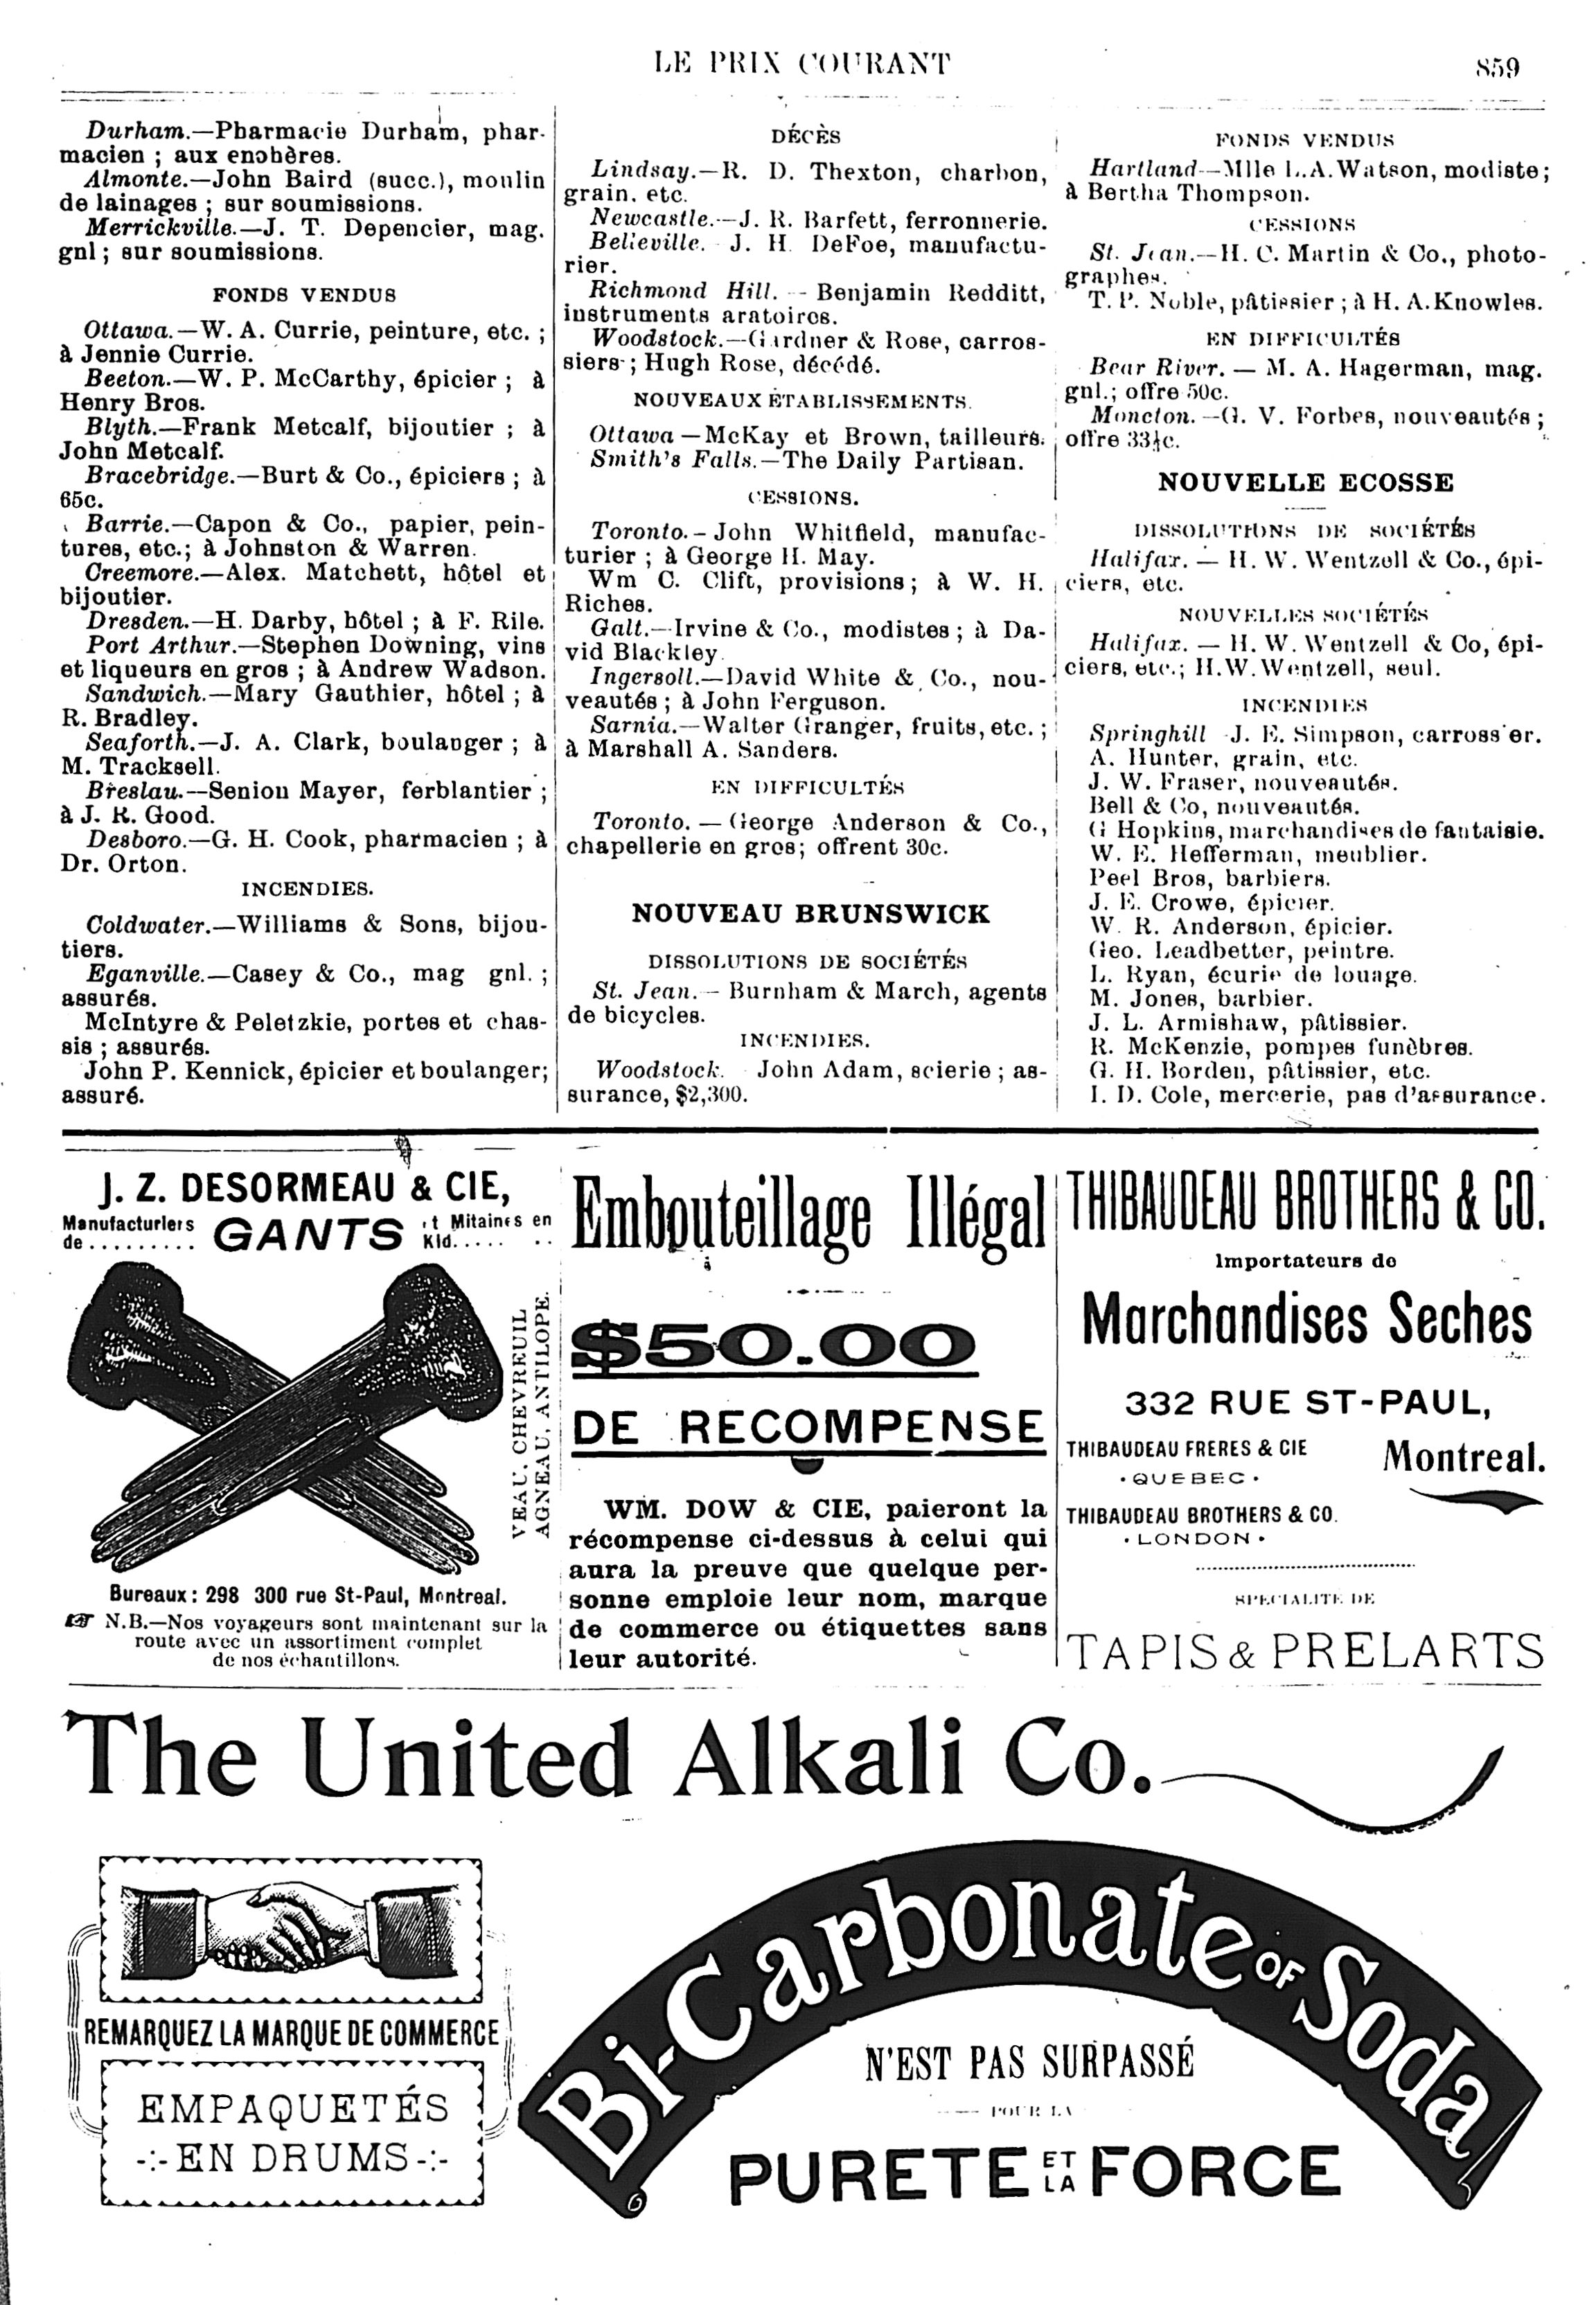 LE PRIX COURANT
859
Durham.—Pharmacie Durham, phar-
macien ; aux enchères.
Almonte.—John Baird (succ.), moulin
de lainages ; sur soumissions.
Merrickville.—J. T. Depencier, mag.
gnl ; sur soumissions.
FONDS VENDUS
Ottawa.—W. A. Currie, peinture, etc. ;
à Jennie Currie.
Beeton.—W. P. McCarthy, épicier ; à
Henry Bros.
Blyth.—Frank Metcalf, bijoutier ; à
John Metcalf.
Bracebridge.—Burt & Co., épiciers ; à
65c.
Barrie.—Capon & Co., papier, pein-
tures, etc.; à Johnston & Warren.
Creemore.—Alex. Matchett, hôtel et
bijoutier.
Dresden.—H. Darby, hôtel ; à F. Rile.
Port Arthur.—Stephen Downing, vins
et liqueurs en gros ; à Andrew Wadson.
Sandwich.—Mary Gauthier, hôtel ; à
R. Bradley.
Seaforth.—J. A. Clark, boulanger ; à
M. Tracksell.
Breslau.—Seniou Mayer, ferblantier ;
à J. R. Good.
Desboro.—G. H. Cook, pharmacien ; à
Dr. Orton.
INCENDIES.
Coldwater.—Williams & Sons, bijou-
tiers.
Eganville.—Casey & Co., mag gnl. ;
assurés.
McIntyre & Peletzkie, portes et chas-
sis ; assurés.
John P. Kennick, épicier et boulanger;
assuré.
DÉCÈS
Lindsay.—R. D. Thexton, charbon,
grain. etc.
Newcastle.—J. R. Barfett, ferronnerie.
Belleville. J. H. DeFoe, manufactu-
rier.
Richmond Hill. — Benjamin Redditt,
instruments aratoires.
Woodstock.—Gardner & Rose, carros-
siers ; Hugh Rose, décédé.
NOUVEAUX ÉTABLISSEMENTS.
Ottawa—McKay et Brown, tailleurs.
Smith's Falls.—The Daily Partisan.
CESSIONS.
Toronto.—John Whitfield, manufac-
turier ; à George H. May.
Wm C. Clift, provisions ; à W. H.
Riches.
Galt.—Irvine & Co., modistes ; à Da-
vid Blackley.
Ingersoll.—David White & Co., nou-
veautés ; à John Ferguson.
Sarnia.—Walter Granger, fruits, etc. ;
à Marshall A. Sanders.
EN DIFFICULTÉS
Toronto. — George Anderson & Co.,
chapellerie en gros; offrent 30c.
NOUVEAU BRUNSWICK
DISSOLUTIONS DE SOCIÉTÉS
St. Jean.— Burnham & March, agents
de bicycles.
INCENDIES.
Woodstock. John Adam, scierie ; as-
surance, $2,300.
FONDS VENDUS
Hartland—Mlle L.A. Watson, modiste;
à Bertha Thompson.
CESSIONS
St. Jean.—H. C. Martin & Co., photo-
graphes.
T. P. Noble, pâtissier ; à H. A. Knowles.
EN DIFFICULTÉS
Bear River. — M. A. Hagerman, mag.
gnl.; offre 50c.
Moncton.—G. V. Forbes, nouveautés ;
offre 33⅓c.
NOUVELLE ECOSSE
DISSOLUTIONS DE SOCIÉTÉS
Halifax. — H. W. Wentzell & Co., épi-
ciers, etc.
NOUVELLES SOCIÉTÉS
Halifax. — H. W. Wentzell & Co, épi-
ciers, etc.; H. W. Wentzell, seul.
INCENDIES
Springhill J. E. Simpson, carross er.
A. Hunter, grain, etc.
J. W. Fraser, nouveautés.
Bell & Co, nouveautés.
G Hopkins, marchandises de fantaisie.
W. E. Hefferman, meublier.
Peel Bros, barbiers.
J. E. Crowe, épicier.
W. R. Anderson, épicier.
Geo. Leadbetter, peintre.
L. Ryan, écurie de louage.
M. Jones, barbier.
J. L. Armishaw, pâtissier.
R. McKenzie, pompes funèbres.
G. H. Borden, pâtissier, etc.
I. D. Cole, mercerie, pas d'assurance.
J. Z. DESORMEAU & CIE,
Manufacturiers de......... GANTS et Mitaines en Kid.....
VEAU, CHEVREUIL
AGNEAU, ANTILOPE.
Bureaux : 298 300 rue St-Paul, Montreal.
☞ N.B.—Nos voyageurs sont maintenant sur la
route avec un assortiment complet
de nos échantillons.
Embouteillage Illégal
$50.00
DE RECOMPENSE
WM. DOW & CIE, paieront la
récompense ci-dessus à celui qui
aura la preuve que quelque per-
sonne emploie leur nom, marque
de commerce ou étiquettes sans
leur autorité.
THIBAUDEAU BROTHERS & CO.
Importateurs de
Marchandises Seches
332 RUE ST-PAUL,
Montreal.
THIBAUDEAU FRERES & CIE
• QUEBEC •
THIBAUDEAU BROTHERS & CO.
• LONDON •
SPECIALITE DE
TAPIS & PRELARTS
The United Alkali Co.
REMARQUEZ LA MARQUE DE COMMERCE
EMPAQUETÉS
-:- EN DRUMS -:-
Bi-Carbonate OF Soda
N'EST PAS SURPASSÉ
POUR LA
PURETE ET LA FORCE